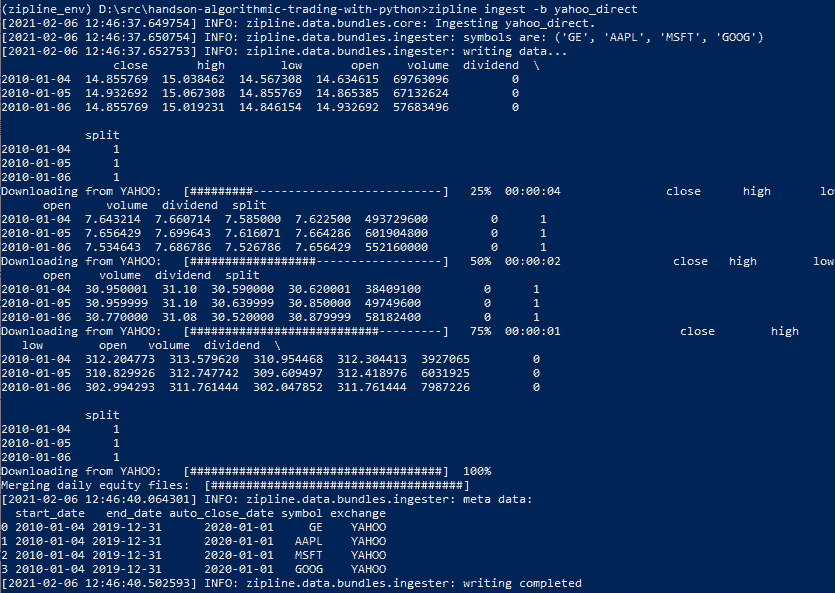 (zipline_env) D:\src\handson-algorithmic-trading-with-python>zipline ingest -b yahoo_direct
[2021-02-06 12:46:37.649754] INFO: zipline.data.bundles.core: Ingesting yahoo_direct.
[2021-02-06 12:46:37.650754] INFO: zipline.data.bundles.ingester: symbols are: ('GE', 'AAPL', 'MSFT', 'GOOG')
[2021-02-06 12:46:37.652753] INFO: zipline.data.bundles.ingester: writing data...
close high low open volume dividend \
2010-01-04 14.855769 15.038462 14.567308 14.634615 69763096 0
2010-01-05 14.932692 15.067308 14.855769 14.865385 67132624 0
2010-01-06 14.855769 15.019231 14.846154 14.932692 57683496 0
split
2010-01-04 1
2010-01-05 1
2010-01-06 1
Downloading from YAHOO: [#########---------------------------] 25% 00:00:04 close high lo
open volume dividend split
2010-01-04 7.643214 7.660714 7.585000 7.622500 493729600 0 1
2010-01-05 7.656429 7.699643 7.616071 7.664286 601904800 0 1
2010-01-06 7.534643 7.686786 7.526786 7.656429 552160000 0 1
Downloading from YAHOO: [##################------------------] 50% 00:00:02 close high low
open volume dividend split
2010-01-04 30.950001 31.10 30.590000 30.620001 38409100 0 1
2010-01-05 30.959999 31.10 30.639999 30.850000 49749600 0 1
2010-01-06 30.770000 31.08 30.520000 30.879999 58182400 0 1
Downloading from YAHOO: [###########################---------] 75% 00:00:01 close high
low open volume dividend \
2010-01-04 312.204773 313.579620 310.954468 312.304413 3927065 0
2010-01-05 310.829926 312.747742 309.609497 312.418976 6031925 0
2010-01-06 302.994293 311.761444 302.047852 311.761444 7987226 0
split
2010-01-04 1
2010-01-05 1
2010-01-06 1
Downloading from YAHOO: [####################################] 100%
Merging daily equity files: [####################################]
[2021-02-06 12:46:40.064301] INFO: zipline.data.bundles.ingester: meta data:
start_date end_date auto_close_date symbol exchange
0 2010-01-04 2019-12-31 2020-01-01 GE YAHOO
1 2010-01-04 2019-12-31 2020-01-01 AAPL YAHOO
2 2010-01-04 2019-12-31 2020-01-01 MSFT YAHOO
3 2010-01-04 2019-12-31 2020-01-01 GOOG YAHOO
[2021-02-06 12:46:40.502593] INFO: zipline.data.bundles.ingester: writing completed